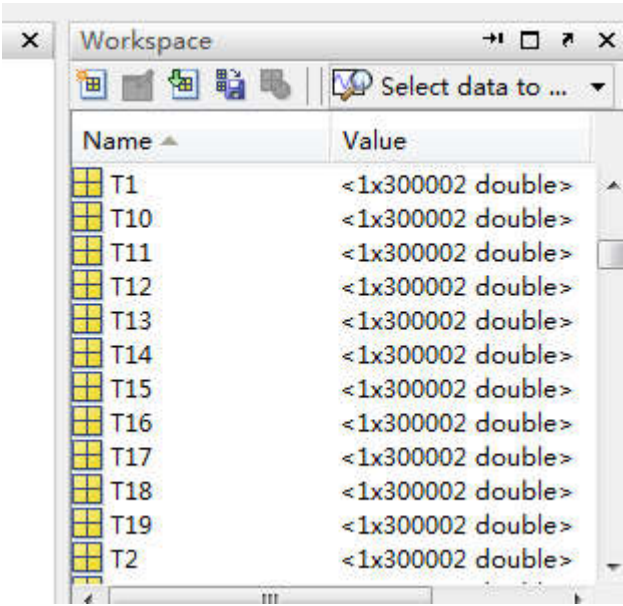 Workspace
Select data to ...
Name Value
T1 <1x300002 double>
T10 <1x300002 double>
T11 <1x300002 double>
T12 <1x300002 double>
T13 <1x300002 double>
T14 <1x300002 double>
T15 <1x300002 double>
T16 <1x300002 double>
T17 <1x300002 double>
T18 <1x300002 double>
T19 <1x300002 double>
T2 <1x300002 double>